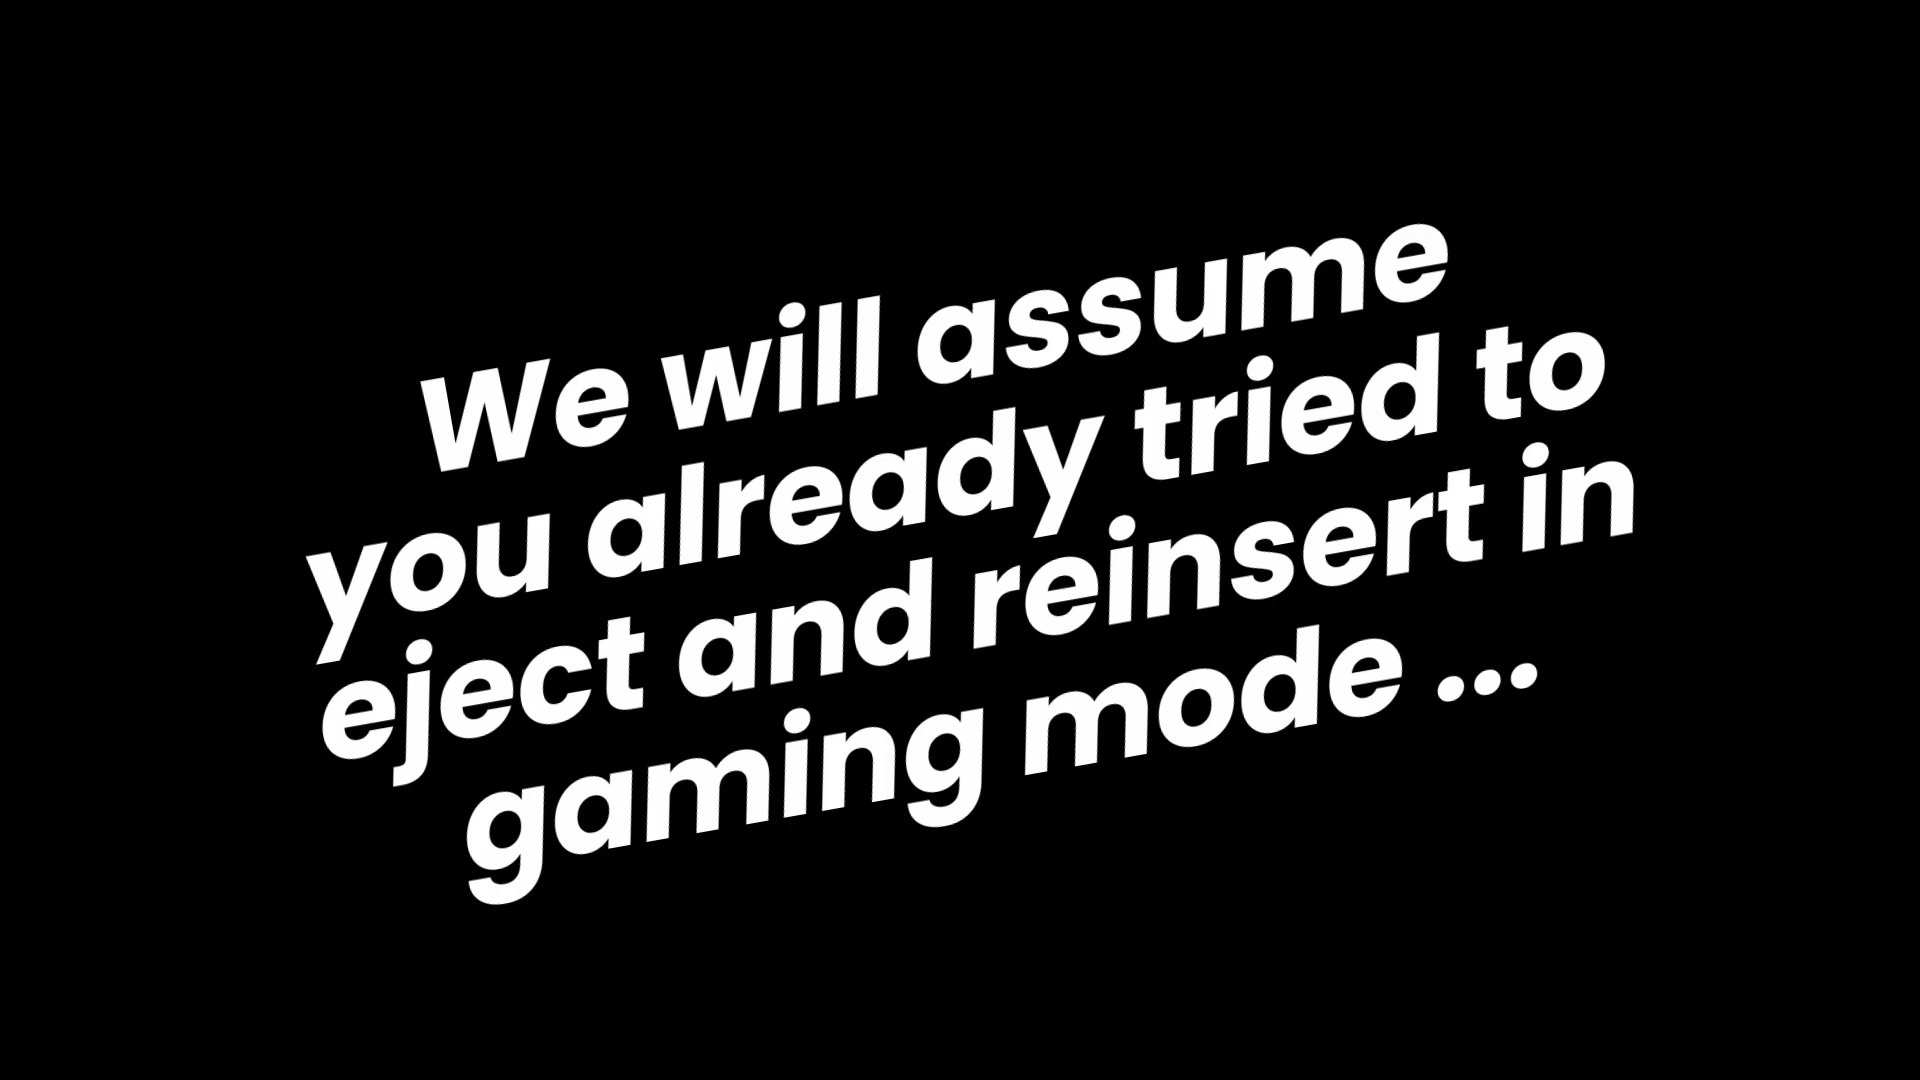 We will assume
you already tried to
eject and reinsert in
gaming mode ...